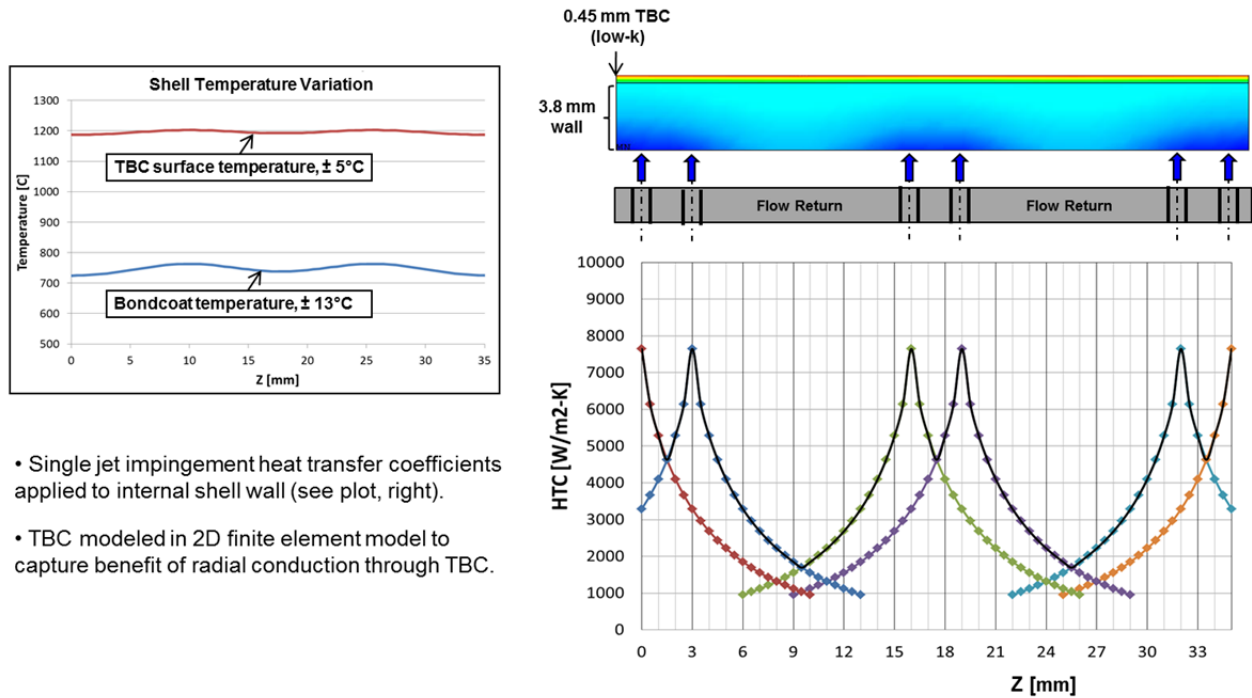 0.45 mm TBC
(low-k)
3.8 mm
wall
Flow Return
Flow Return
Shell Temperature Variation
Temperature [C]
1300
1200
1100
1000
900
800
700
600
500
TBC surface temperature, ± 5°C
Bondcoat temperature, ± 13°C
0 5 10 15 20 25 30 35
Z [mm]
• Single jet impingement heat transfer coefficients
applied to internal shell wall (see plot, right).
• TBC modeled in 2D finite element model to
capture benefit of radial conduction through TBC.
HTC [W/m2-K]
10000
9000
8000
7000
6000
5000
4000
3000
2000
1000
0
0 3 6 9 12 15 18 21 24 27 30 33
Z [mm]